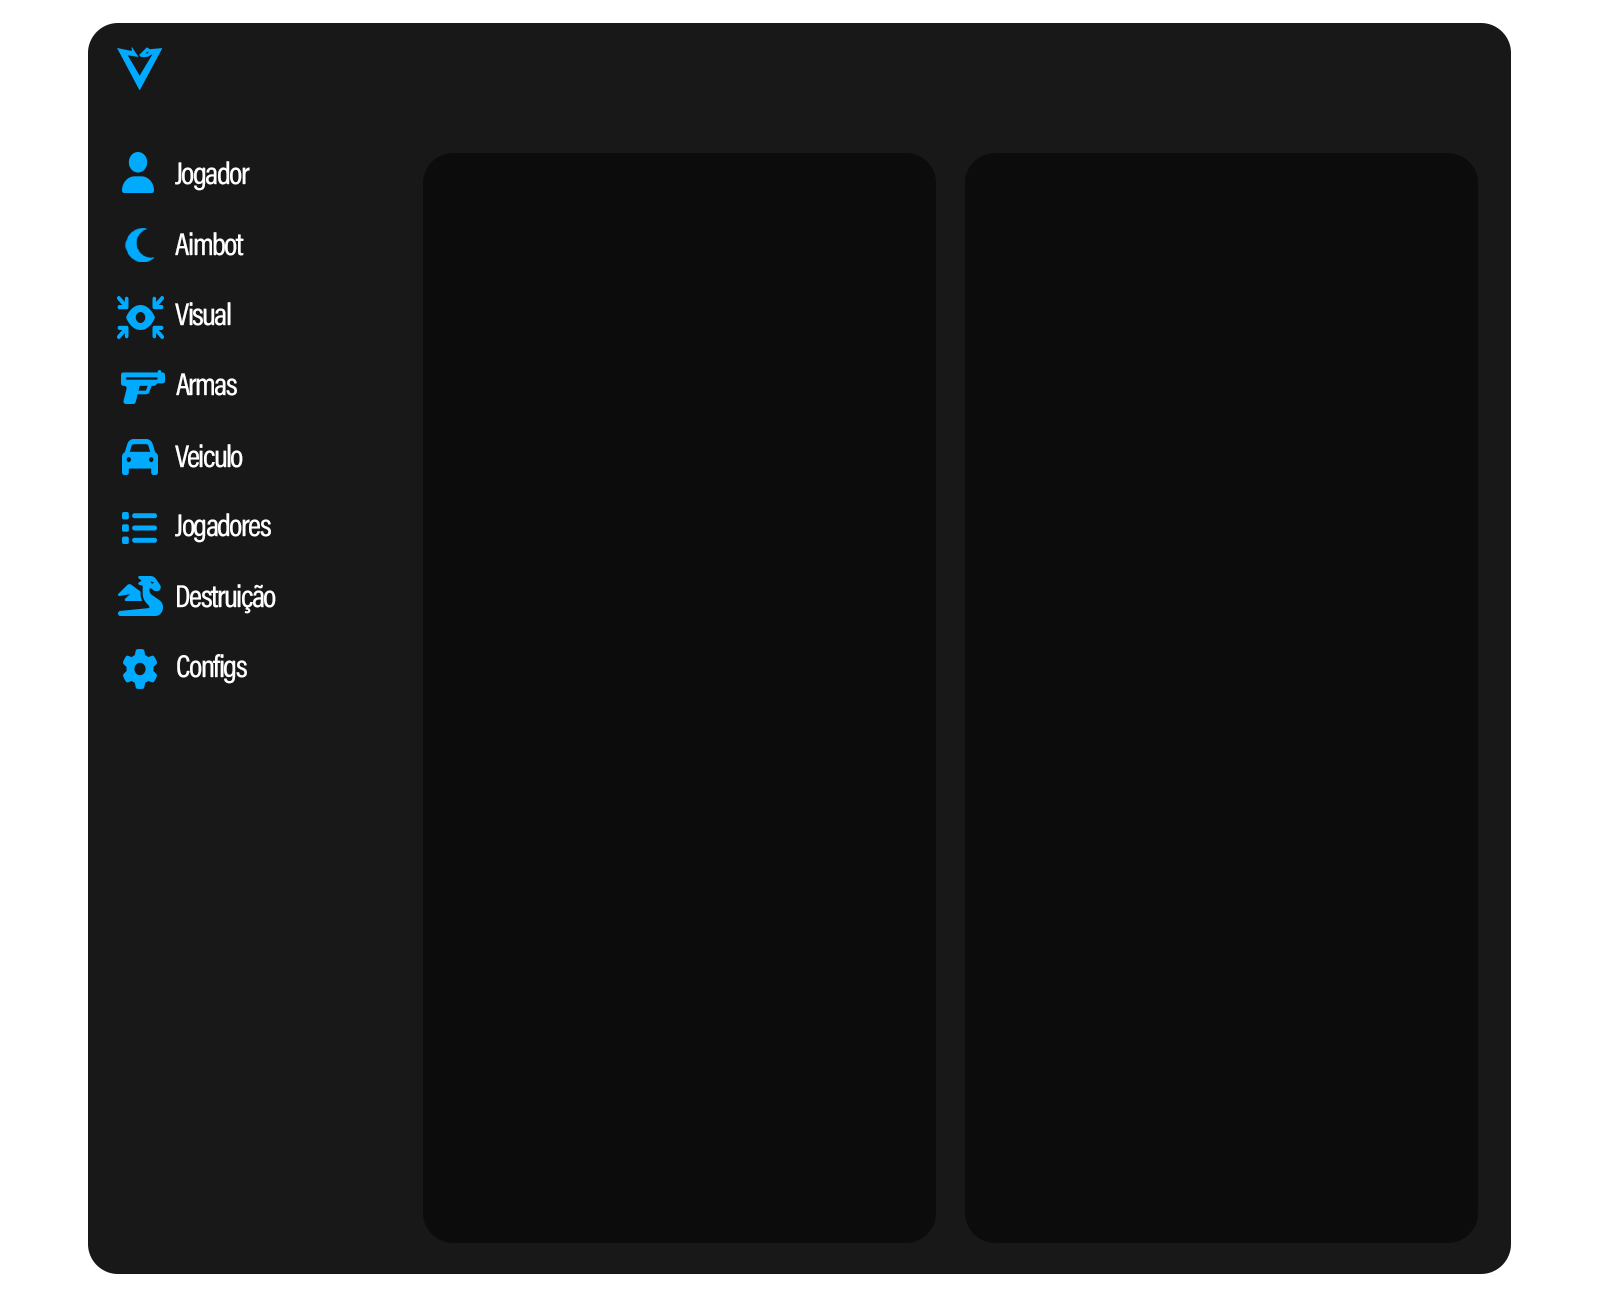 Jogador
Aimbot
Visual
Armas
Veiculo
Jogadores
Destruição
Configs